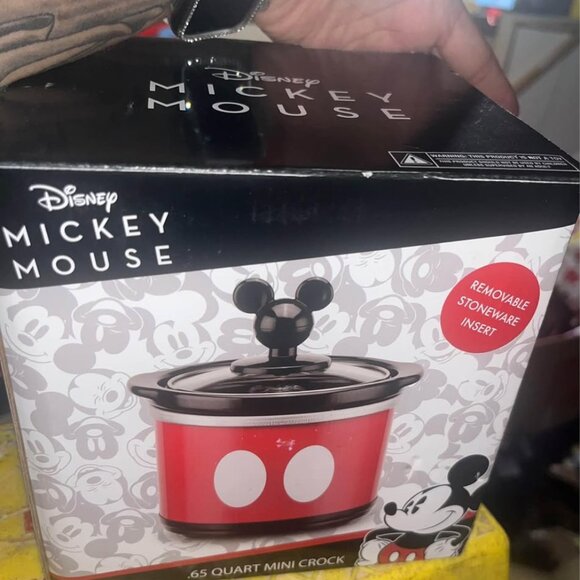 Disney
MICKEY
MOUSE
WARNING: THIS PRODUCT IS NOT A TOY
Disney
MICKEY
MOUSE
REMOVABLE
STONEWARE
INSERT
.65 QUART MINI CROCK